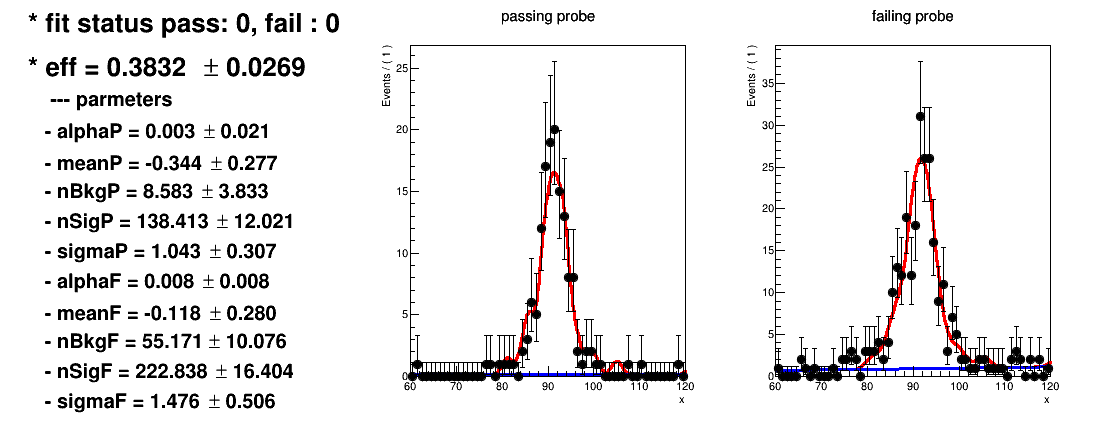 * fit status pass: 0, fail : 0
* eff = 0.3832 ± 0.0269
--- parmeters
- alphaP = 0.003 ± 0.021
- meanP = -0.344 ± 0.277
- nBkgP = 8.583 ± 3.833
- nSigP = 138.413 ± 12.021
- sigmaP = 1.043 ± 0.307
- alphaF = 0.008 ± 0.008
- meanF = -0.118 ± 0.280
- nBkgF = 55.171 ± 10.076
- nSigF = 222.838 ± 16.404
- sigmaF = 1.476 ± 0.506
passing probe
Events / ( 1 )
25
20
15
10
5
0
60 70 80 90 100 110 120
x
failing probe
Events / ( 1 )
35
30
25
20
15
10
5
0
60 70 80 90 100 110 120
x